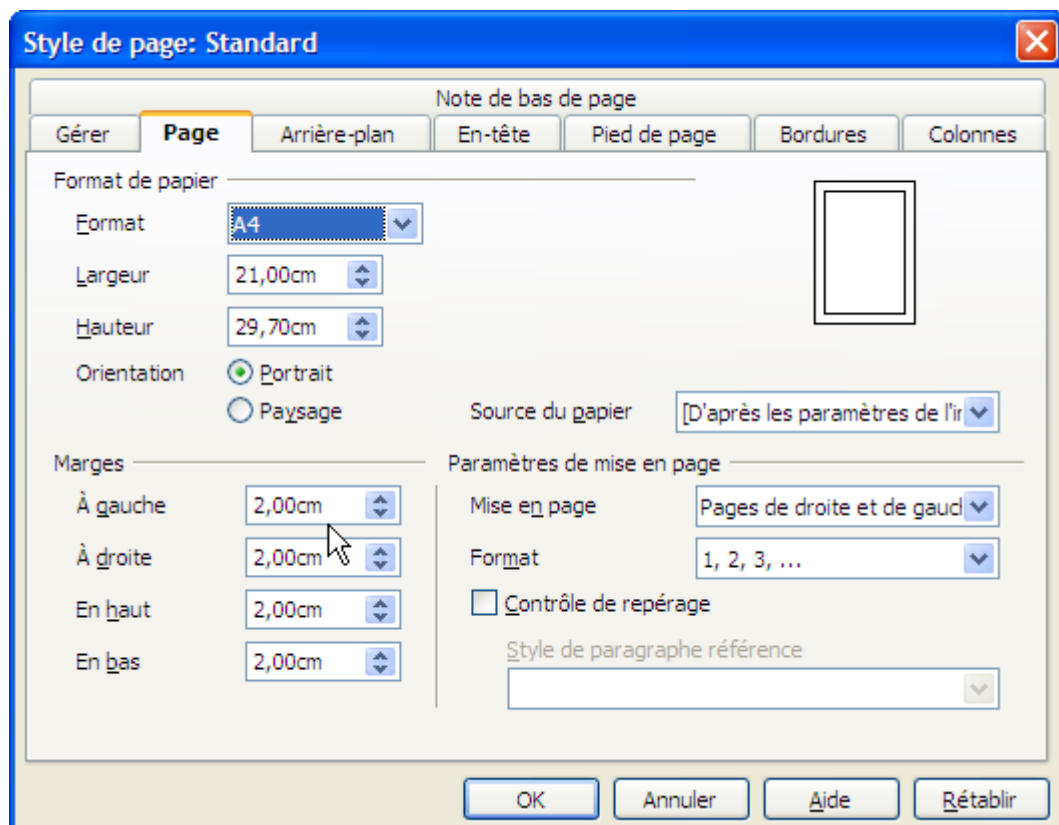 Style de page: Standard
Note de bas de page
Gérer Page Arrière-plan En-tête Pied de page Bordures Colonnes
Format de papier
Format A4
Largeur 21,00cm
Hauteur 29,70cm
Orientation Portrait
Paysage Source du papier [D'après les paramètres de l'ir
Marges Paramètres de mise en page
À gauche 2,00cm Mise en page Pages de droite et de gaucl
À droite 2,00cm Format 1, 2, 3, ...
En haut 2,00cm Contrôle de repérage
En bas 2,00cm Style de paragraphe référence
OK Annuler Aide Rétablir